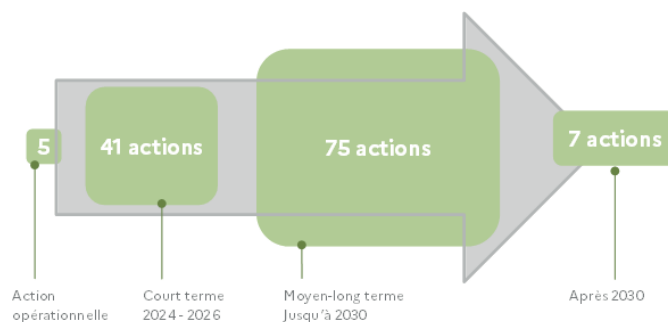 5
41 actions
75 actions
7 actions
Action
opérationnelle
Court terme
2024 - 2026
Moyen-long terme
Jusqu'à 2030
Après 2030